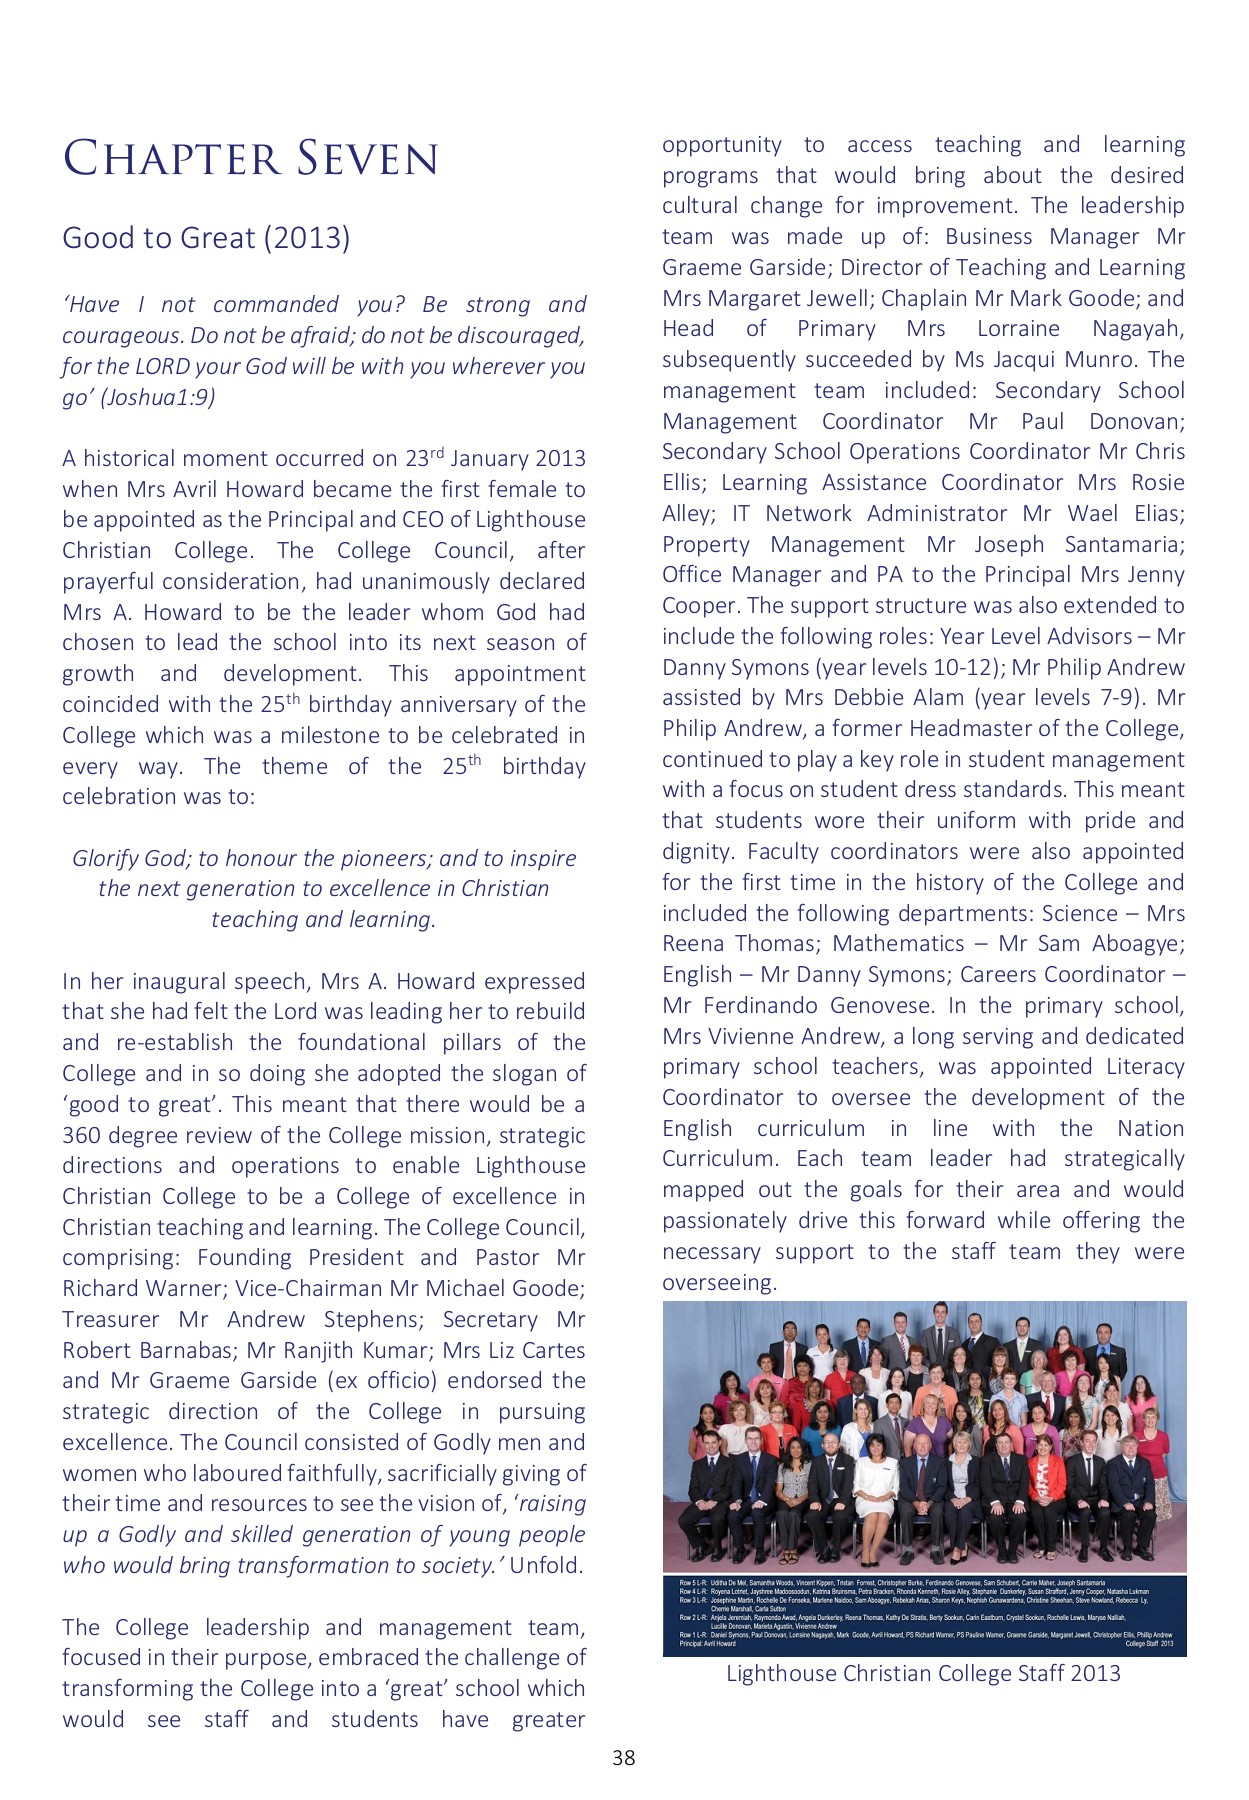 CHAPTER SEVEN
Good to Great (2013)
‘Have I not commanded you? Be strong and
courageous. Do not be afraid; do not be discouraged,
for the LORD your God will be with you wherever you
go’ (Joshua1:9)
A historical moment occurred on 23rd January 2013
when Mrs Avril Howard became the first female to
be appointed as the Principal and CEO of Lighthouse
Christian College. The College Council, after
prayerful consideration, had unanimously declared
Mrs A. Howard to be the leader whom God had
chosen to lead the school into its next season of
growth and development. This appointment
coincided with the 25th birthday anniversary of the
College which was a milestone to be celebrated in
every way. The theme of the 25th birthday
celebration was to:
Glorify God; to honour the pioneers; and to inspire
the next generation to excellence in Christian
teaching and learning.
In her inaugural speech, Mrs A. Howard expressed
that she had felt the Lord was leading her to rebuild
and re-establish the foundational pillars of the
College and in so doing she adopted the slogan of
‘good to great’. This meant that there would be a
360 degree review of the College mission, strategic
directions and operations to enable Lighthouse
Christian College to be a College of excellence in
Christian teaching and learning. The College Council,
comprising: Founding President and Pastor Mr
Richard Warner; Vice-Chairman Mr Michael Goode;
Treasurer Mr Andrew Stephens; Secretary Mr
Robert Barnabas; Mr Ranjith Kumar; Mrs Liz Cartes
and Mr Graeme Garside (ex officio) endorsed the
strategic direction of the College in pursuing
excellence. The Council consisted of Godly men and
women who laboured faithfully, sacrificially giving of
their time and resources to see the vision of, ‘raising
up a Godly and skilled generation of young people
who would bring transformation to society.’ Unfold.
The College leadership and management team,
focused in their purpose, embraced the challenge of
transforming the College into a ‘great’ school which
would see staff and students have greater
opportunity to access teaching and learning
programs that would bring about the desired
cultural change for improvement. The leadership
team was made up of: Business Manager Mr
Graeme Garside; Director of Teaching and Learning
Mrs Margaret Jewell; Chaplain Mr Mark Goode; and
Head of Primary Mrs Lorraine Nagayah,
subsequently succeeded by Ms Jacqui Munro. The
management team included: Secondary School
Management Coordinator Mr Paul Donovan;
Secondary School Operations Coordinator Mr Chris
Ellis; Learning Assistance Coordinator Mrs Rosie
Alley; IT Network Administrator Mr Wael Elias;
Property Management Mr Joseph Santamaria;
Office Manager and PA to the Principal Mrs Jenny
Cooper. The support structure was also extended to
include the following roles: Year Level Advisors – Mr
Danny Symons (year levels 10-12); Mr Philip Andrew
assisted by Mrs Debbie Alam (year levels 7-9). Mr
Philip Andrew, a former Headmaster of the College,
continued to play a key role in student management
with a focus on student dress standards. This meant
that students wore their uniform with pride and
dignity. Faculty coordinators were also appointed
for the first time in the history of the College and
included the following departments: Science – Mrs
Reena Thomas; Mathematics – Mr Sam Aboagye;
English – Mr Danny Symons; Careers Coordinator –
Mr Ferdinando Genovese. In the primary school,
Mrs Vivienne Andrew, a long serving and dedicated
primary school teachers, was appointed Literacy
Coordinator to oversee the development of the
English curriculum in line with the Nation
Curriculum. Each team leader had strategically
mapped out the goals for their area and would
passionately drive this forward while offering the
necessary support to the staff team they were
overseeing.
Row 5 L-R: Uditha De Mel, Samantha Woods, Vincent Kippen, Tristan Forrest, Christopher Burke, Ferdinando Genovese, Sam Schubert, Carrie Maher, Joseph Santamaria
Row 4 L-R: Royena Lotriet, Jayshree Madoosoodun, Katrina Bruinsma, Petra Bracken, Rhonda Kenneth, Rosie Alley, Stephanie Dunkerley, Susan Strafford, Jenny Cooper, Natasha Lukman
Row 3 L-R: Josephine Martin, Rochelle De Fonseka, Marlene Naidoo, Sam Aboagye, Rebekah Arias, Sharon Keys, Nephish Gunawardena, Christine Sheehan, Steve Nowland, Rebecca Ly,
Cherrie Marshall, Carla Sutton
Row 2 L-R: Anjela Jeremiah, Raymonda Awad, Angela Dunkerley, Reena Thomas, Kathy De Stratis, Berty Sookun, Carin Eastburn, Crystel Sookun, Rochelle Lewis, Maryse Nalliah,
Lucille Donovan, Marieta Agustin, Vivienne Andrew
Row 1 L-R: Daniel Symons, Paul Donovan, Lorraine Nagayah, Mark Goode, Avril Howard, PS Richard Warner, PS Pauline Warner, Graeme Garside, Margaret Jewell, Christopher Ellis, Phillip Andrew
Principal: Avril Howard College Staff 2013
Lighthouse Christian College Staff 2013
38